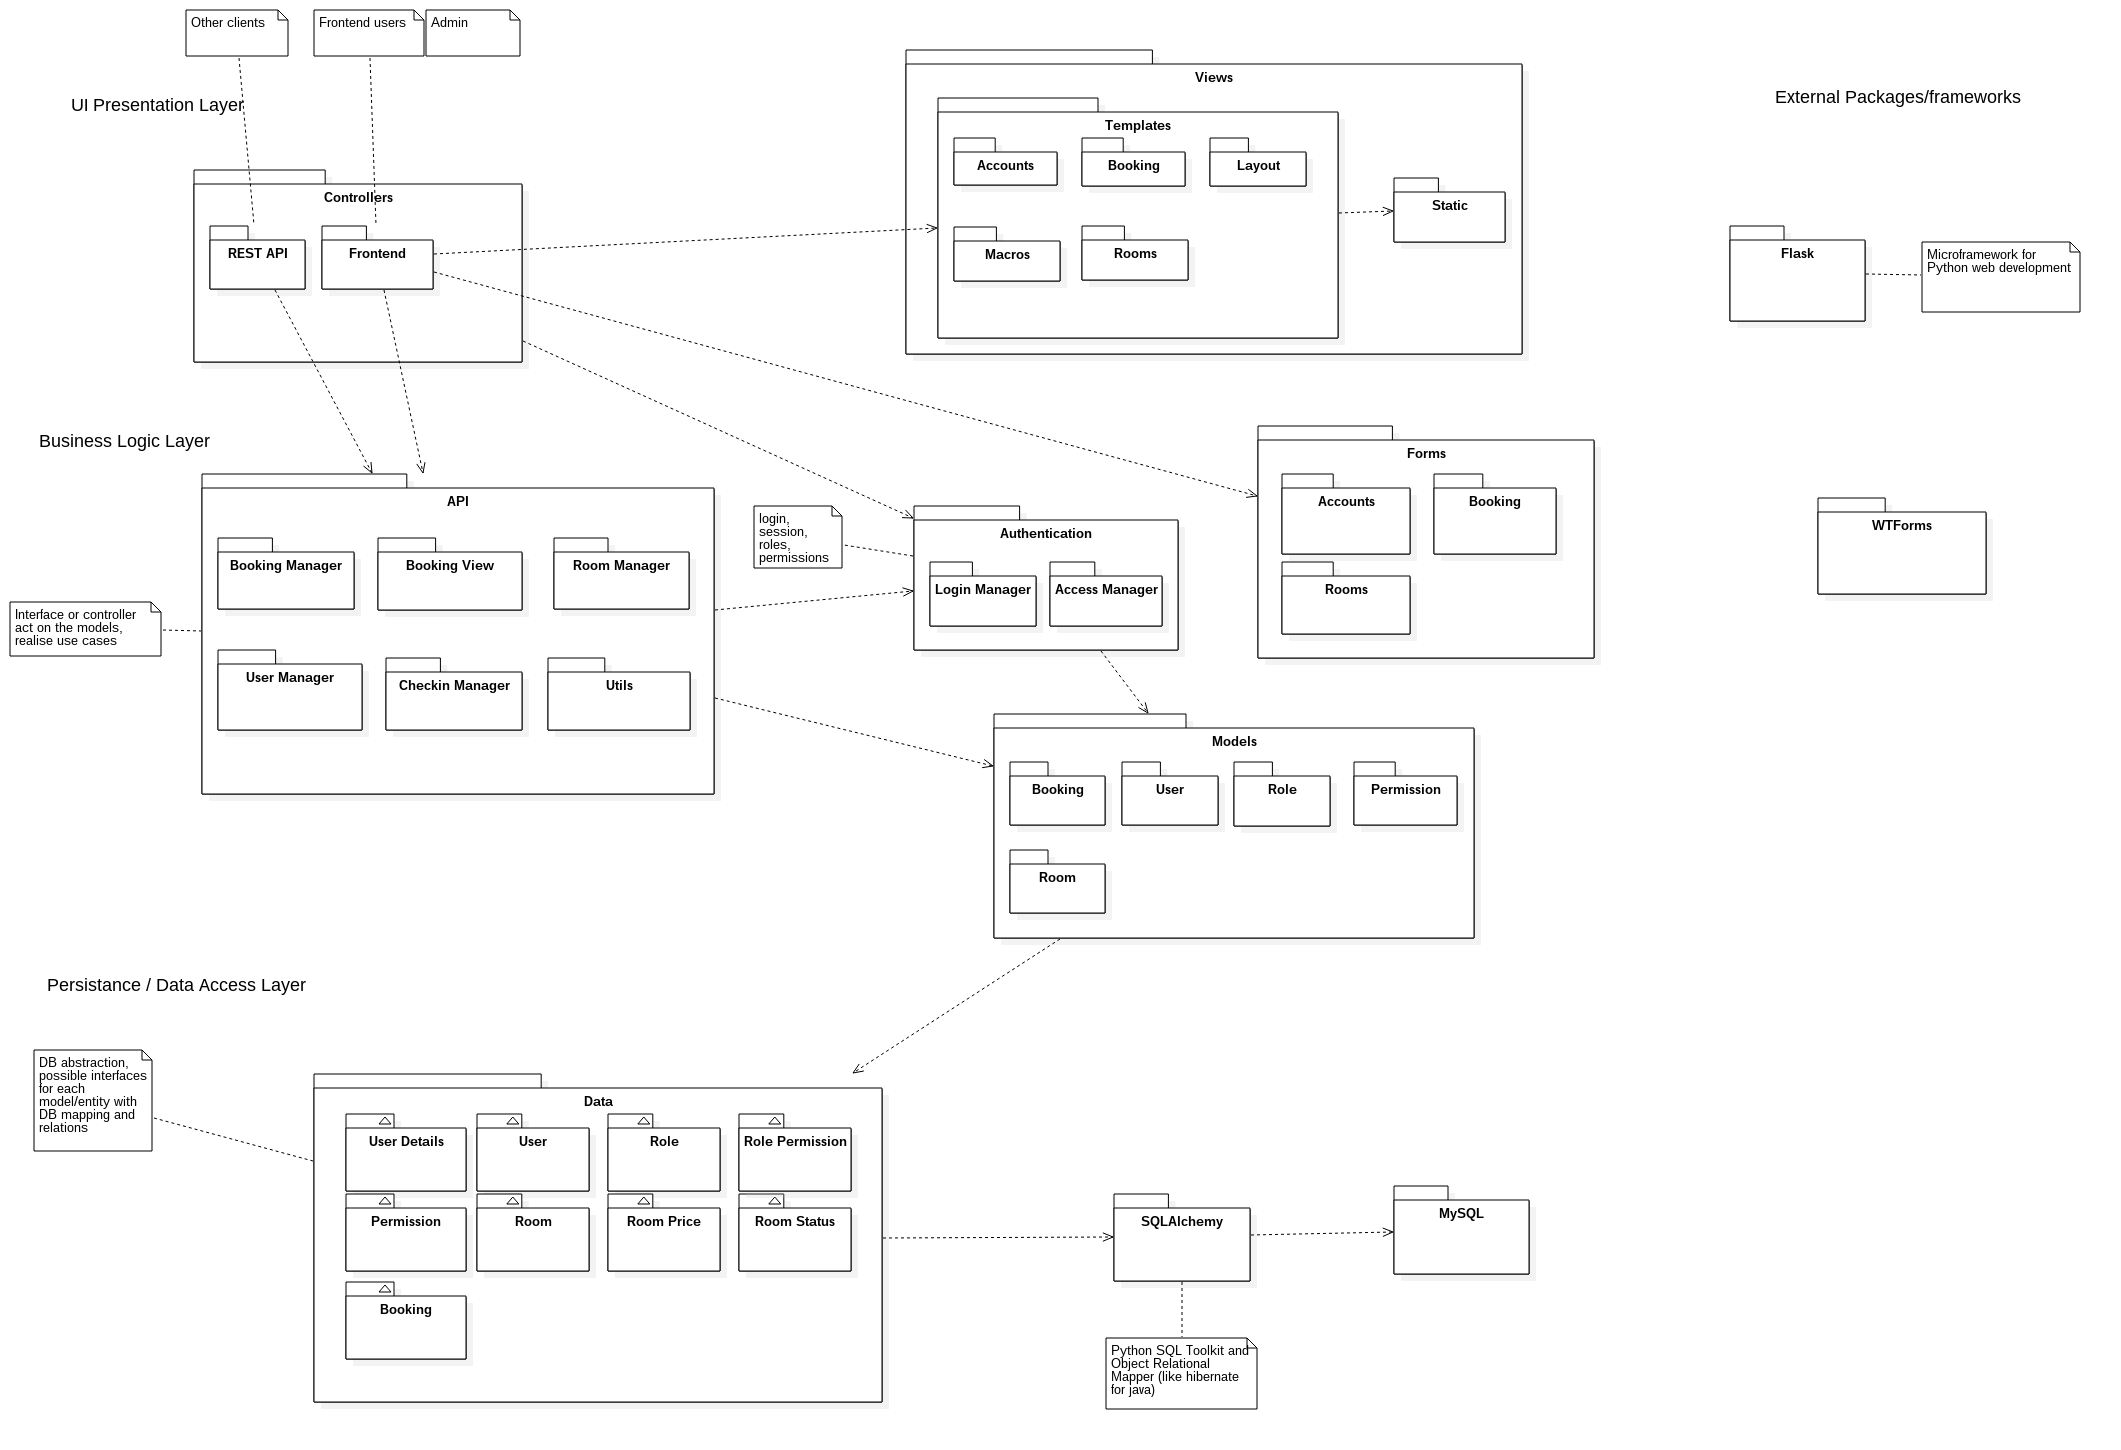 Other clients
Frontend users
Admin
UI Presentation Layer
Controllers
REST API
Frontend
Views
Templates
Accounts
Booking
Layout
Macros
Rooms
Static
External Packages/frameworks
Flask
Microframework for
Python web development
Business Logic Layer
API
Booking Manager
Booking View
Room Manager
User Manager
Checkin Manager
Utils
Interface or controller
act on the models,
realise use cases
login,
session,
roles,
permissions
Authentication
Login Manager
Access Manager
Forms
Accounts
Booking
Rooms
WTForms
Models
Booking
User
Role
Permission
Room
Persistance / Data Access Layer
DB abstraction,
possible interfaces
for each
model/entity with
DB mapping and
relations
Data
User Details
User
Role
Role Permission
Permission
Room
Room Price
Room Status
Booking
SQLAlchemy
MySQL
Python SQL Toolkit and
Object Relational
Mapper (like hibernate
for java)